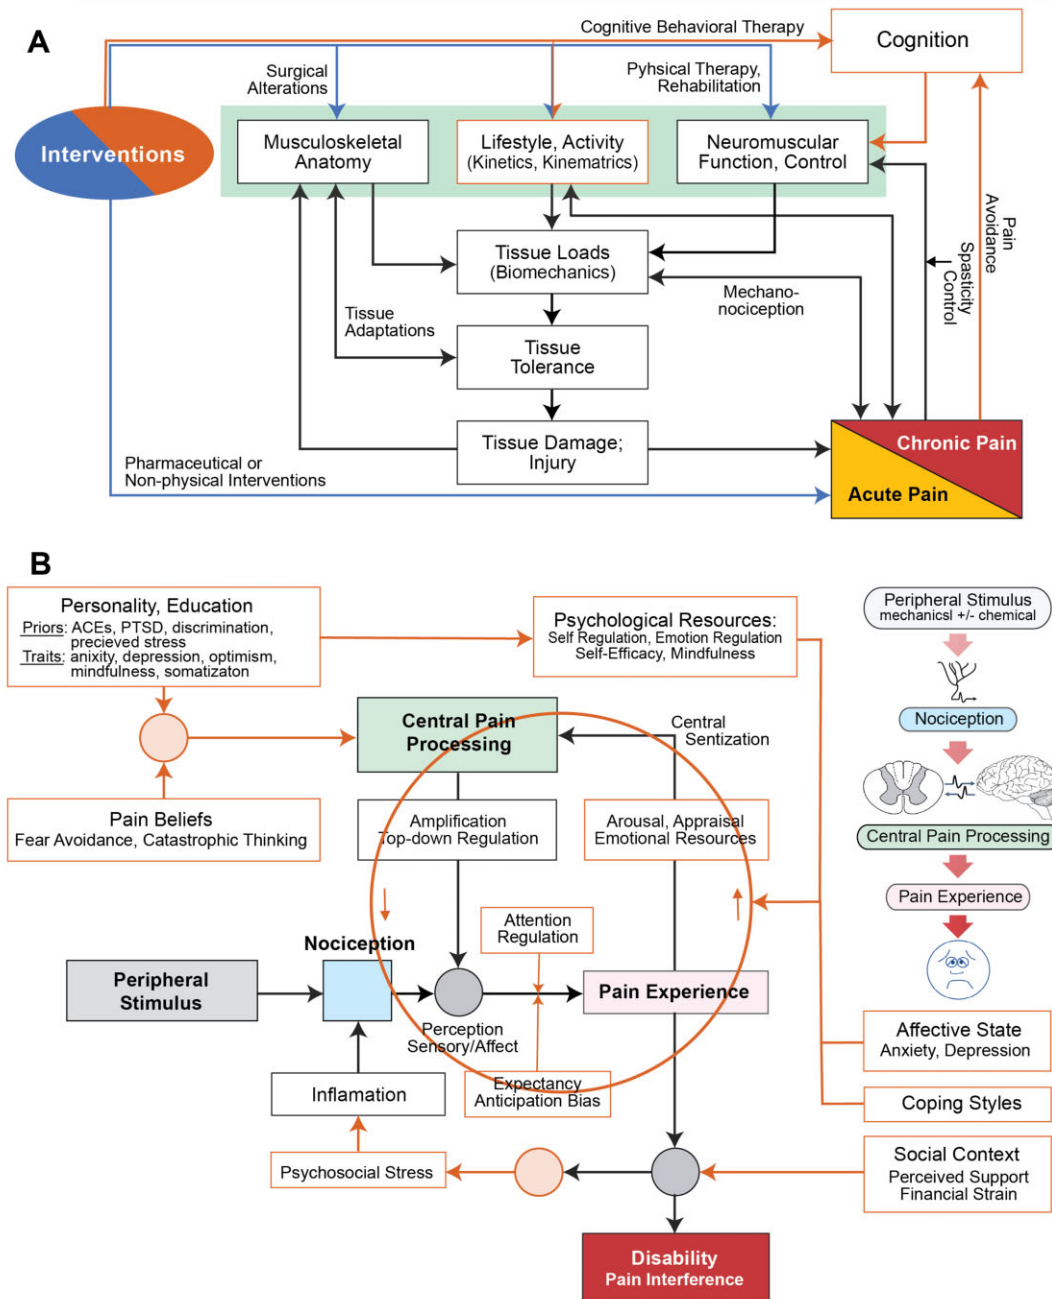 A
Cognitive Behavioral Therapy
Cognition
Surgical
Alterations
Pyhsical Therapy,
Rehabilitation
Interventions
Musculoskeletal
Anatomy
Lifestyle, Activity
(Kinetics, Kinematrics)
Neuromuscular
Function, Control
Pain
Avoidance
Spasticity
Control
Tissue Loads
(Biomechanics)
Mechano-
nociception
Tissue
Adaptations
Tissue
Tolerance
Tissue Damage;
Injury
Chronic Pain
Acute Pain
Pharmaceutical or
Non-physical Interventions
B
Personality, Education
Priors: ACEs, PTSD, discrimination,
precieved stress
Traits: anixity, depression, optimism,
mindfulness, somatizaton
Psychological Resources:
Self Regulation, Emotion Regulation
Self-Efficacy, Mindfulness
Peripheral Stimulus
mechanicsl +/- chemical
Nociception
Central Pain Processing
Pain Experience
Central Pain
Processing
Central
Sentization
Pain Beliefs
Fear Avoidance, Catastrophic Thinking
Amplification
Top-down Regulation
Arousal, Appraisal
Emotional Resources
Attention
Regulation
Nociception
Peripheral
Stimulus
Pain Experience
Perception
Sensory/Affect
Expectancy
Anticipation Bias
Inflamation
Psychosocial Stress
Affective State
Anxiety, Depression
Coping Styles
Social Context
Perceived Support
Financial Strain
Disability
Pain Interference